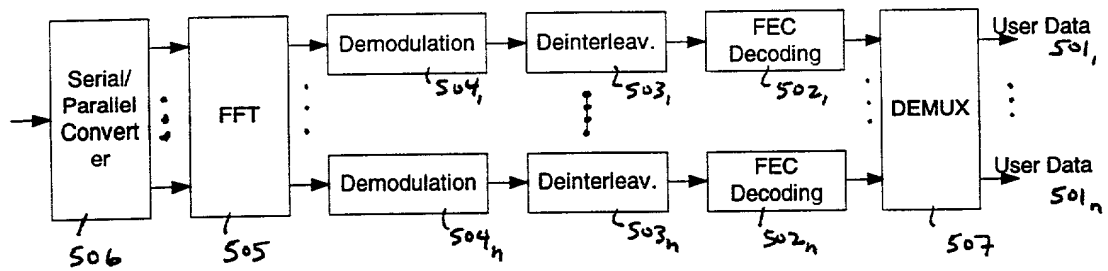 Serial/
Parallel
Convert
er
506
FFT
505
Demodulation
504₁
Deinterleav.
503₁
FEC
Decoding
502₁
DEMUX
507
User Data
501₁
Demodulation
504ₙ
Deinterleav.
503ₙ
FEC
Decoding
502ₙ
User Data
501ₙ